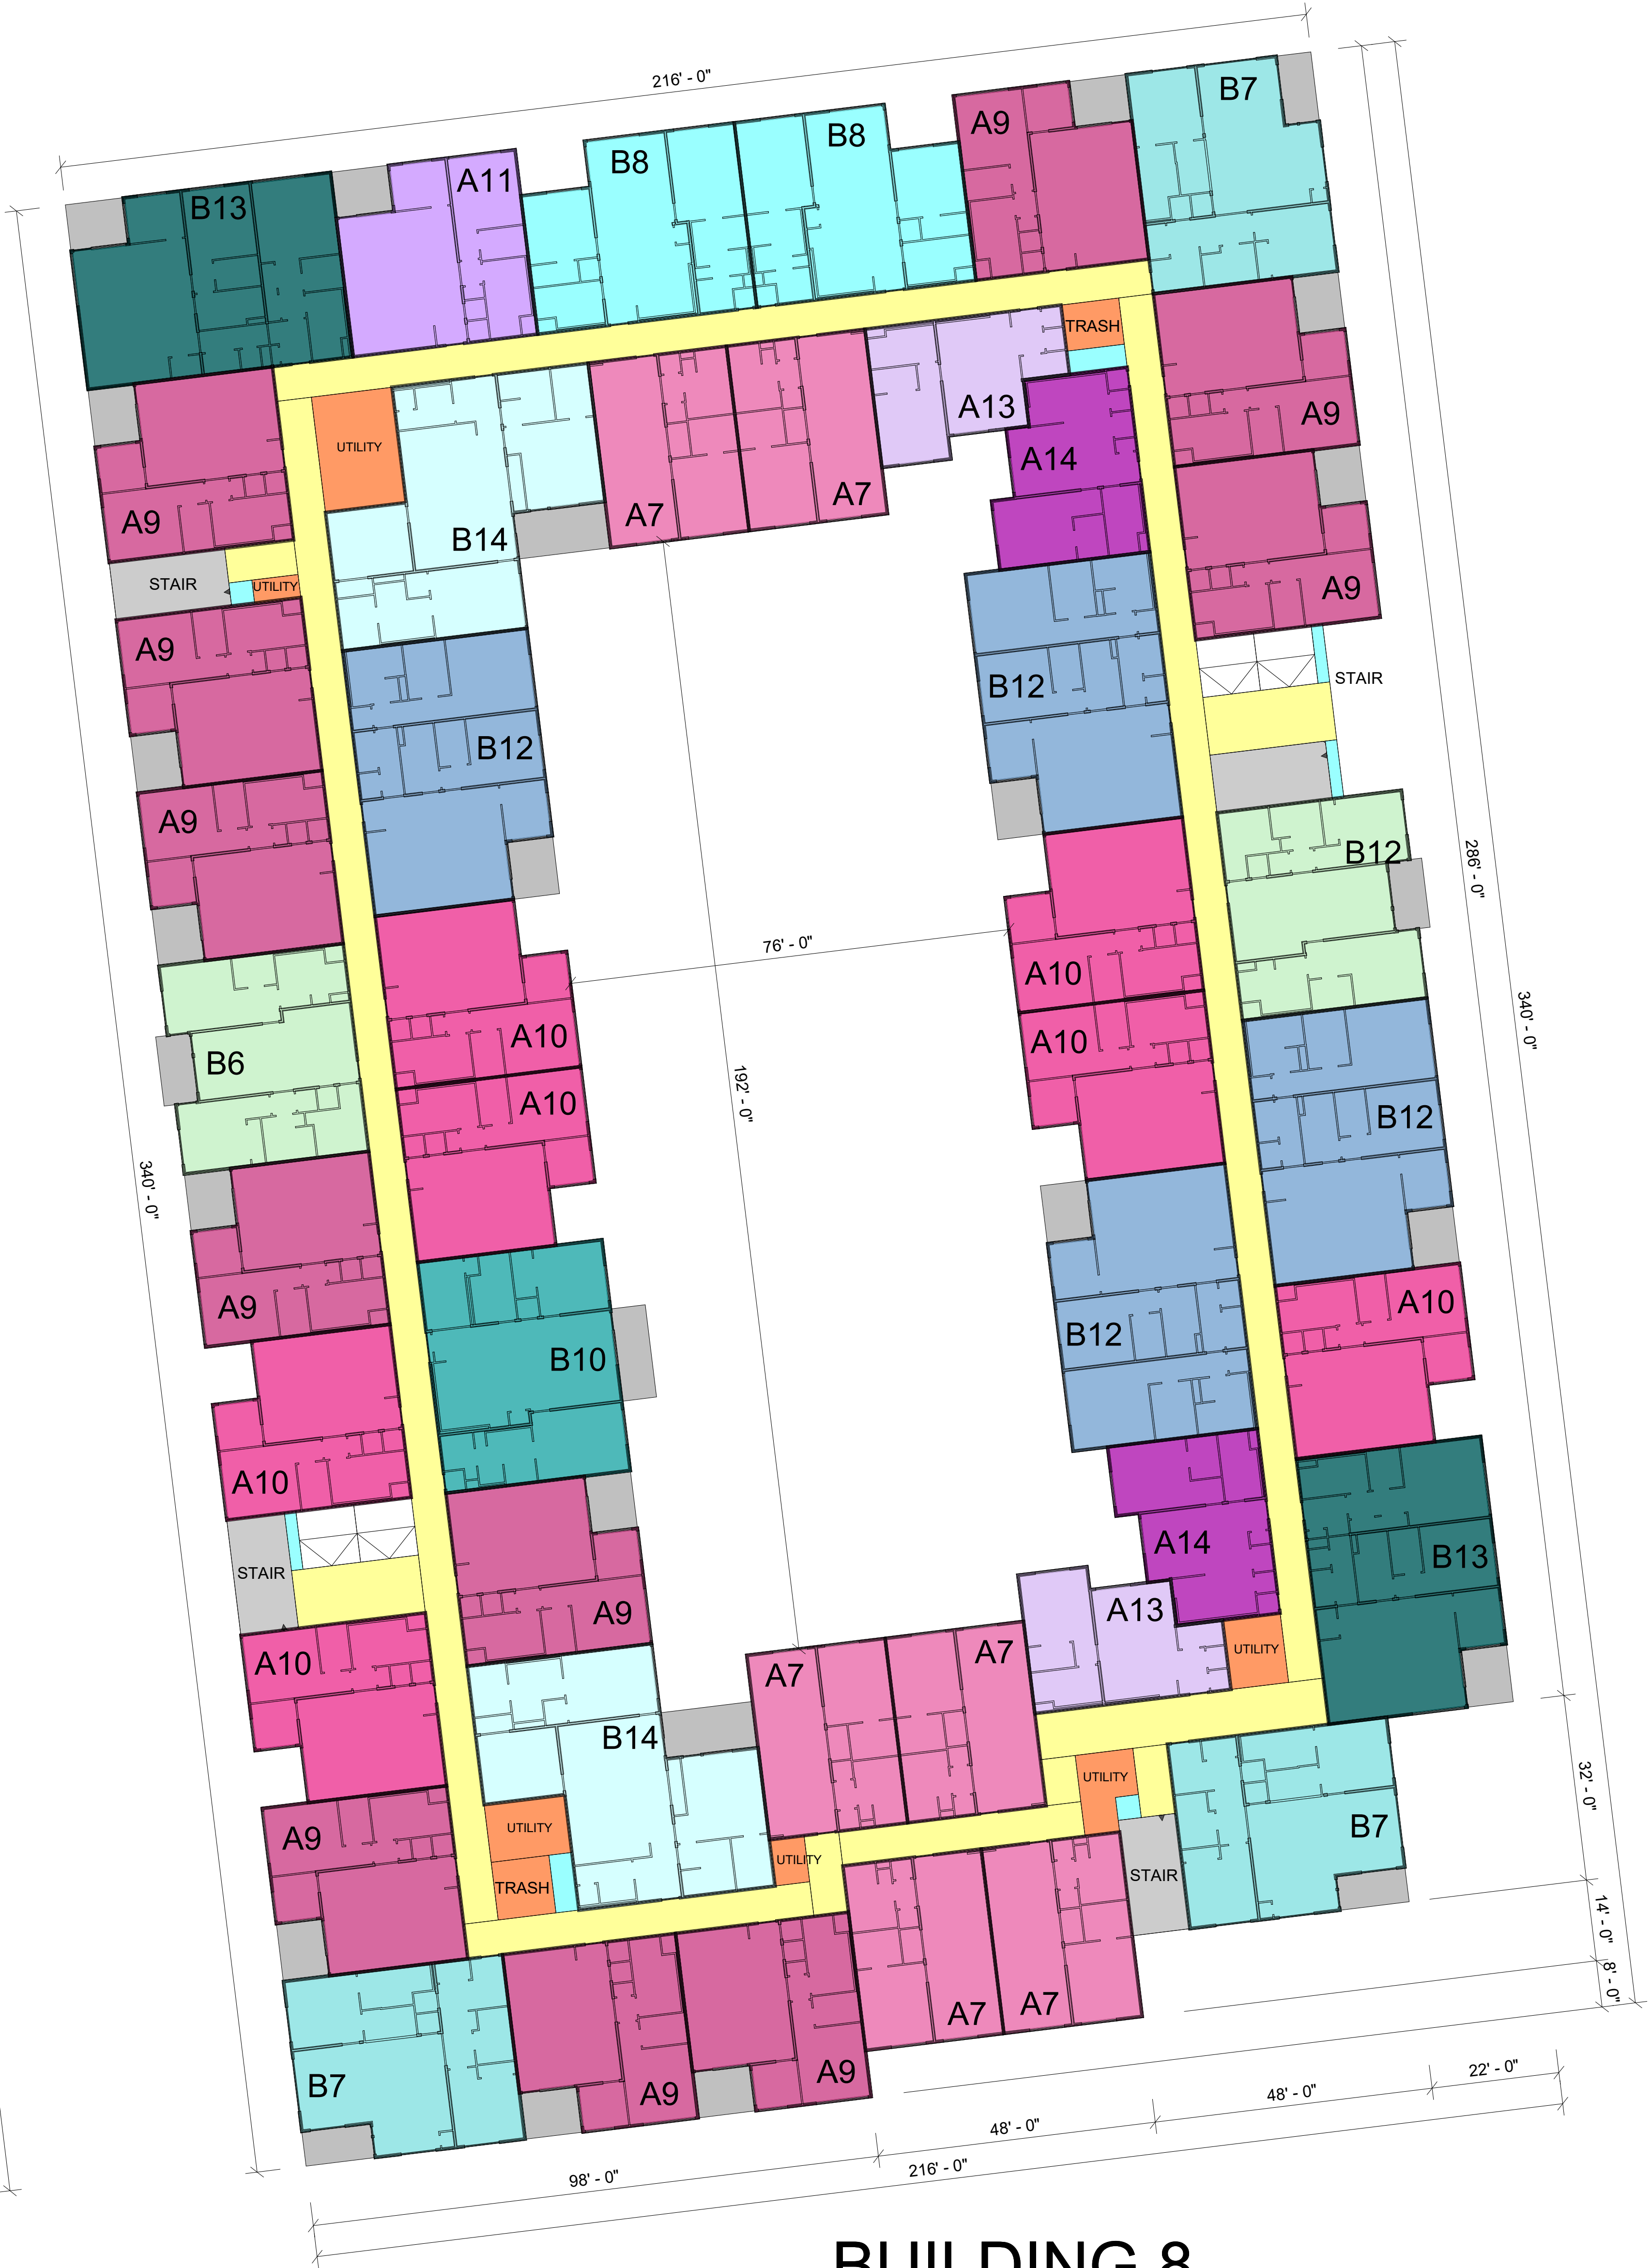 216' - 0"
B7
A9
B8
B8
A11
B13
TRASH
A13
A9
UTILITY
A14
A7
A7
A9
B14
A9
STAIR
UTILITY
A9
B12
STAIR
B12
A9
B12
286' - 0"
76' - 0"
A10
340' - 0"
A10
A10
B6
192' - 0"
A10
B12
340' - 0"
A9
A10
B12
B10
A10
B13
A14
STAIR
A9
A13
UTILITY
A10
A7
A7
B14
UTILITY
32' - 0"
A9
UTILITY
B7
UTILITY
TRASH
STAIR
14' - 0"
8' - 0"
A7
A7
B7
A9
A9
22' - 0"
48' - 0"
48' - 0"
98' - 0"
216' - 0"
BUILDING 8